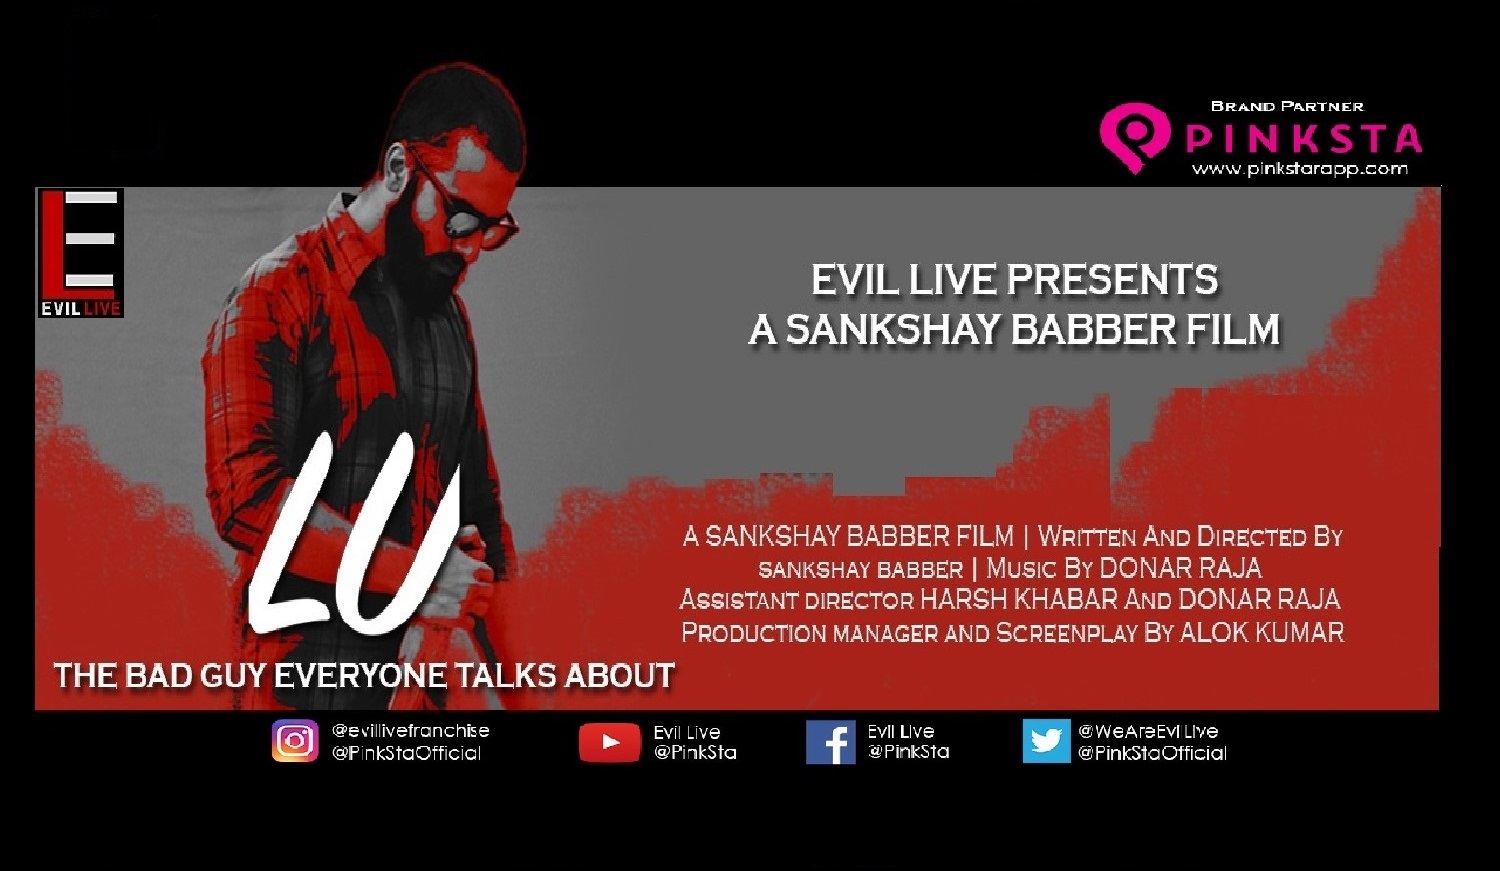 BRAND PARTNER
PINKSTA
www.pinkstarapp.com
E
EVIL LIVE
EVIL LIVE PRESENTS
A SANKSHAY BABBER FILM
LU
A SANKSHAY BABBER FILM | WRITTEN AND DIRECTED BY
SANKSHAY BABBER | MUSIC BY DONAR RAJA
ASSISTANT DIRECTOR HARSH KHABAR AND DONAR RAJA
PRODUCTION MANAGER AND SCREENPLAY BY ALOK KUMAR
THE BAD GUY EVERYONE TALKS ABOUT
@evillivefranchise
@PinkStaOfficial
Evil Live
@PinkSta
Evil Live
@PinkSta
@WeAreEvilLive
@PinkStaOfficial